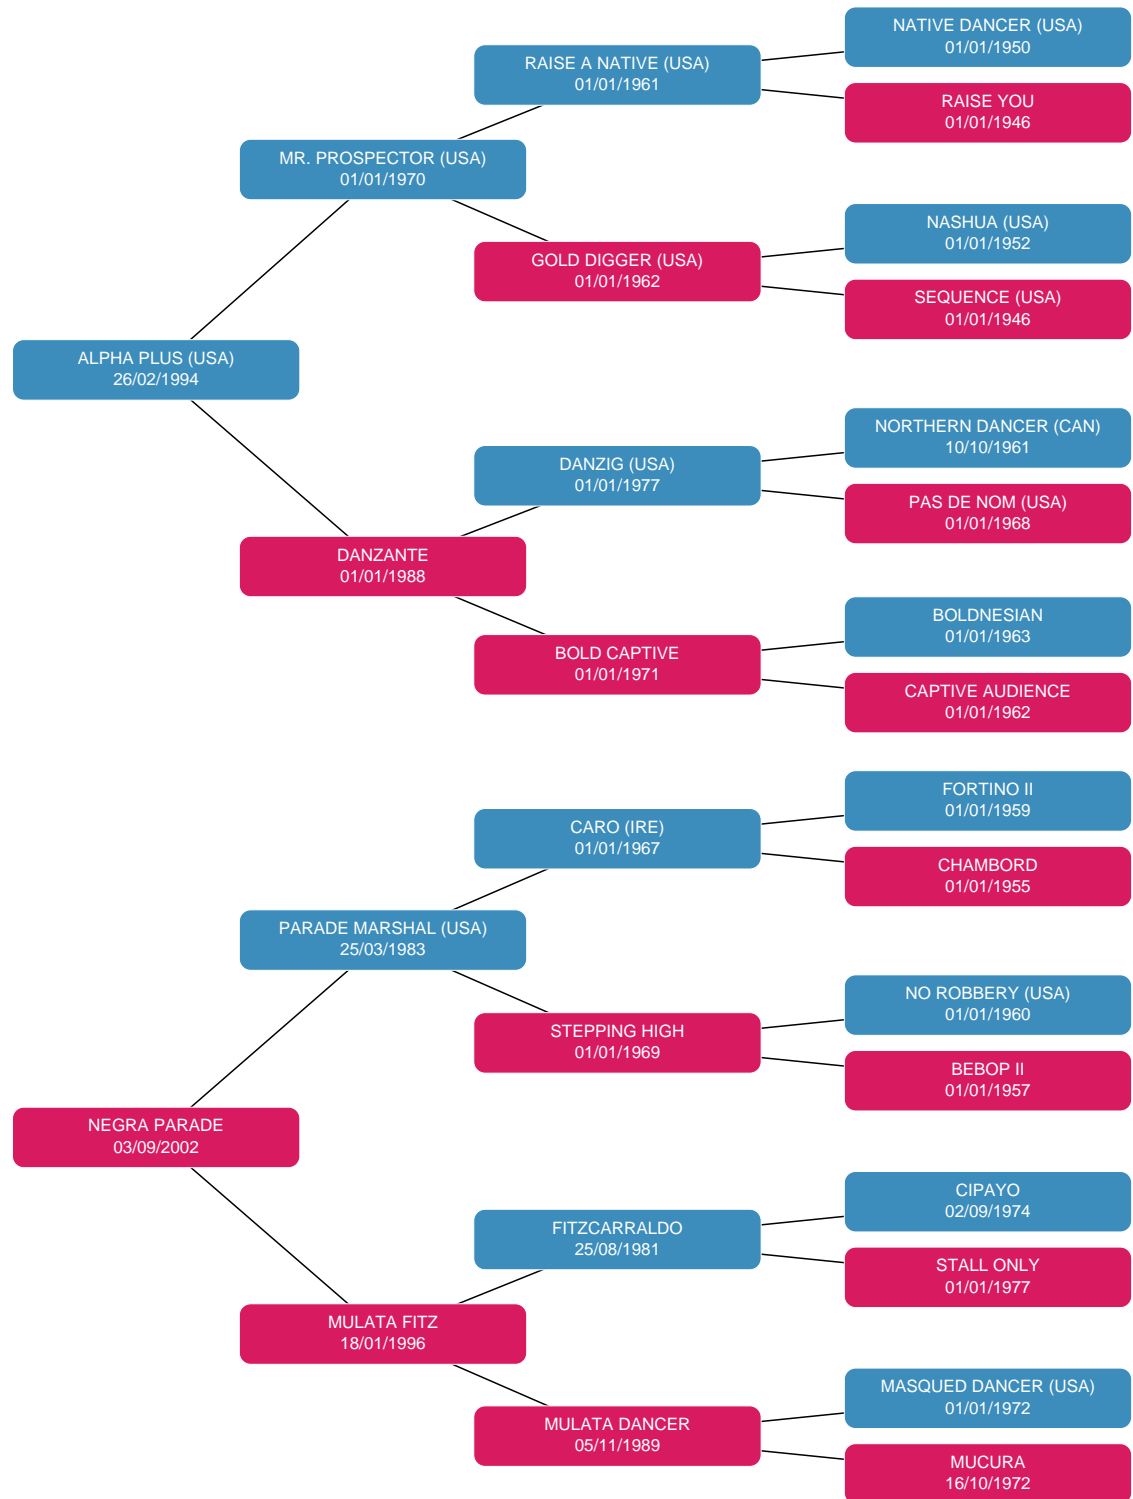 NATIVE DANCER (USA)
01/01/1950
RAISE A NATIVE (USA)
01/01/1961
RAISE YOU
01/01/1946
MR. PROSPECTOR (USA)
01/01/1970
NASHUA (USA)
01/01/1952
GOLD DIGGER (USA)
01/01/1962
SEQUENCE (USA)
01/01/1946
ALPHA PLUS (USA)
26/02/1994
NORTHERN DANCER (CAN)
10/10/1961
DANZIG (USA)
01/01/1977
PAS DE NOM (USA)
01/01/1968
DANZANTE
01/01/1988
BOLDNESIAN
01/01/1963
BOLD CAPTIVE
01/01/1971
CAPTIVE AUDIENCE
01/01/1962
FORTINO II
01/01/1959
CARO (IRE)
01/01/1967
CHAMBORD
01/01/1955
PARADE MARSHAL (USA)
25/03/1983
NO ROBBERY (USA)
01/01/1960
STEPPING HIGH
01/01/1969
BEBOP II
01/01/1957
NEGRA PARADE
03/09/2002
CIPAYO
02/09/1974
FITZCARRALDO
25/08/1981
STALL ONLY
01/01/1977
MULATA FITZ
18/01/1996
MASQUED DANCER (USA)
01/01/1972
MULATA DANCER
05/11/1989
MUCURA
16/10/1972